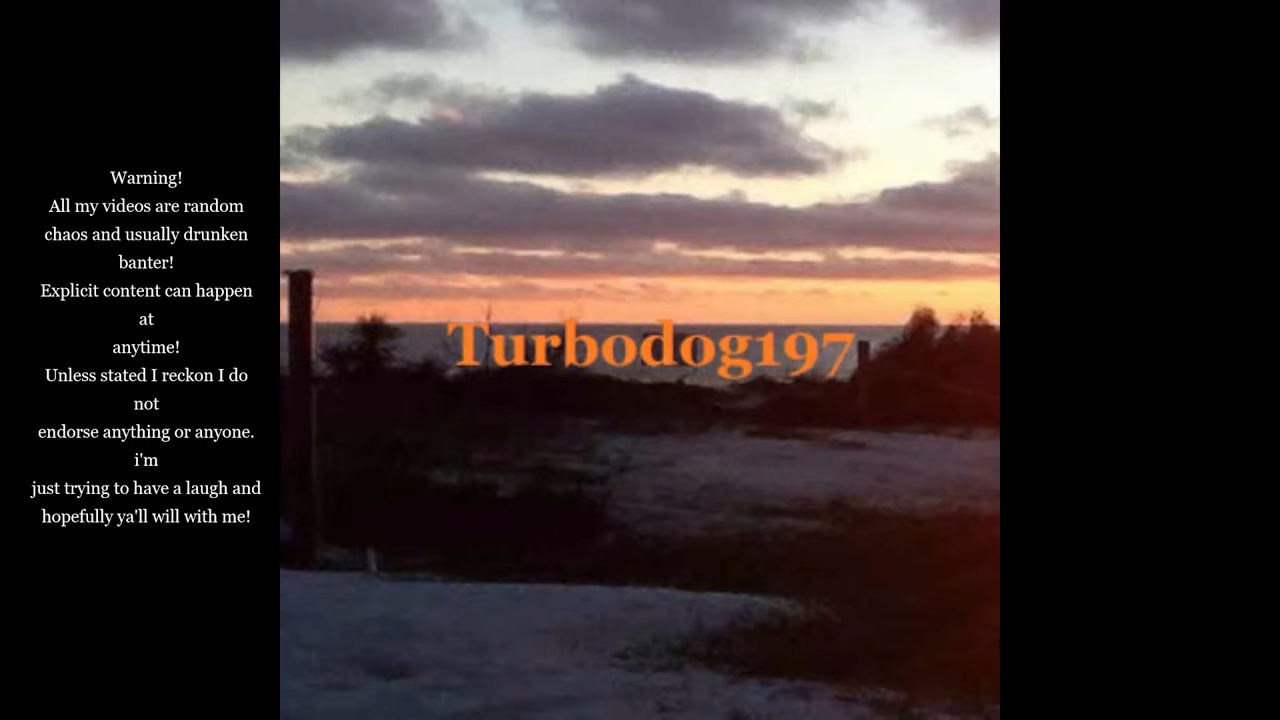 Warning!
All my videos are random
chaos and usually drunken
banter!
Explicit content can happen
at
anytime!
Unless stated I reckon I do
not
endorse anything or anyone.
i'm
just trying to have a laugh and
hopefully ya'll will with me!
Turbodog197